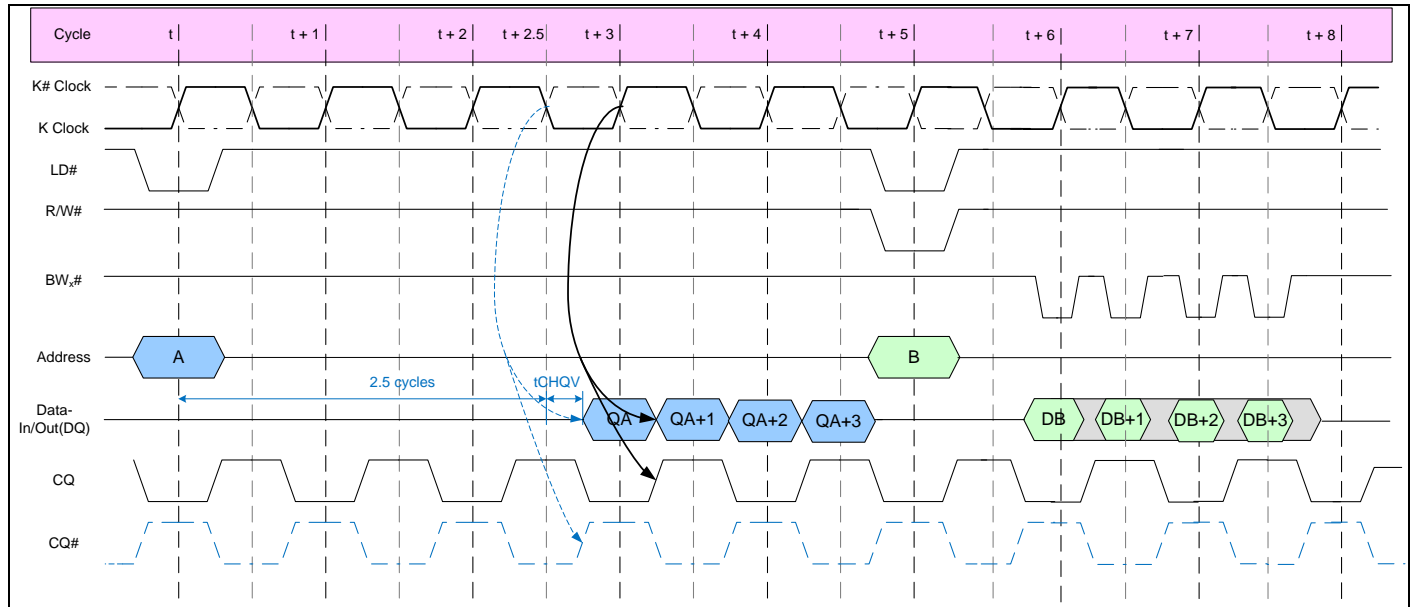 Cycle t t + 1 t + 2 t + 2.5 t + 3 t + 4 t + 5 t + 6 t + 7 t + 8
K# Clock
K Clock
LD#
R/W#
BWx#
Address A B
2.5 cycles tCHQV
Data-
In/Out(DQ) QA QA+1 QA+2 QA+3 DB DB+1 DB+2 DB+3
CQ
CQ#